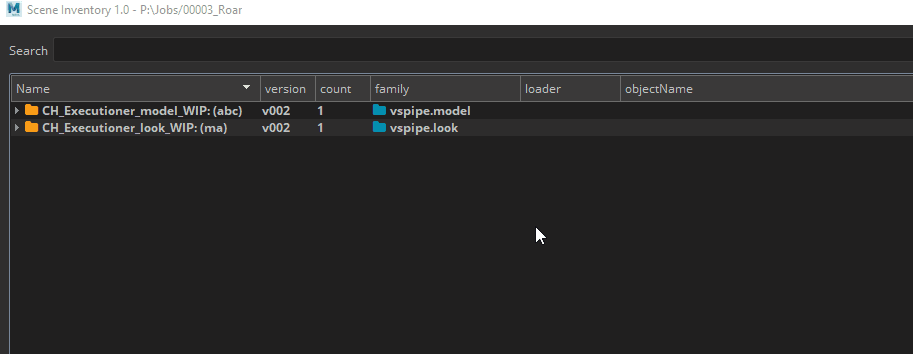 M Scene Inventory 1.0 - P:\Jobs/00003_Roar
Search
Name version count family loader objectName
CH_Executioner_model_WIP: (abc) v002 1 vspipe.model
CH_Executioner_look_WIP: (ma) v002 1 vspipe.look